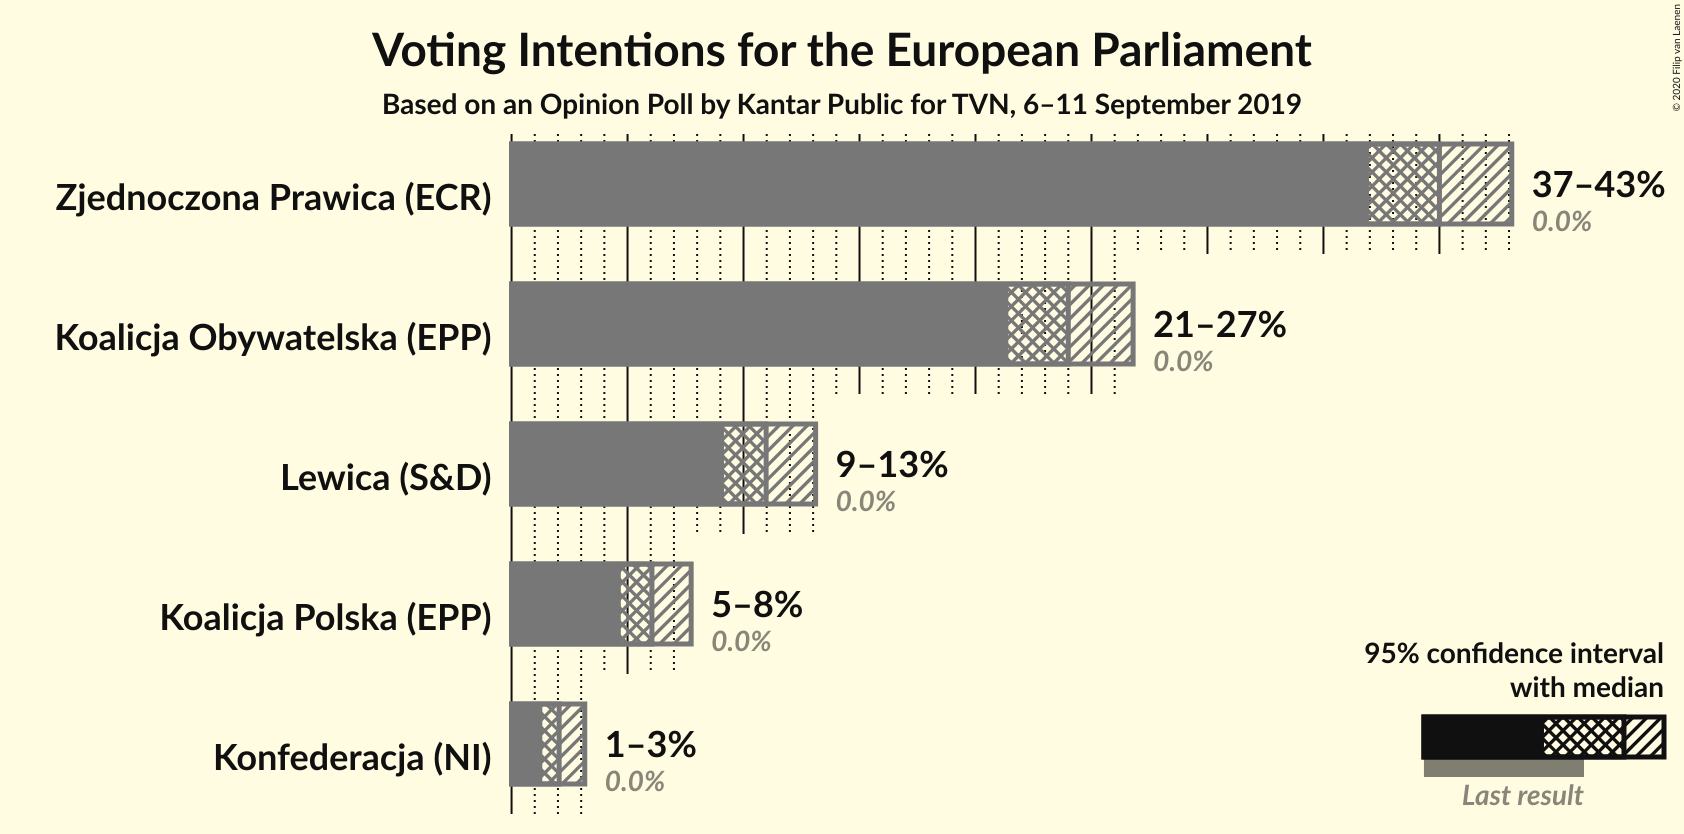 Voting Intentions for the European Parliament
Based on an Opinion Poll by Kantar Public for TVN, 6–11 September 2019
© 2020 Filip van Laenen
Zjednoczona Prawica (ECR)
37–43%
0.0%
Koalicja Obywatelska (EPP)
21–27%
0.0%
Lewica (S&D)
9–13%
0.0%
Koalicja Polska (EPP)
5–8%
0.0%
Konfederacja (NI)
1–3%
0.0%
95% confidence interval
with median
Last result